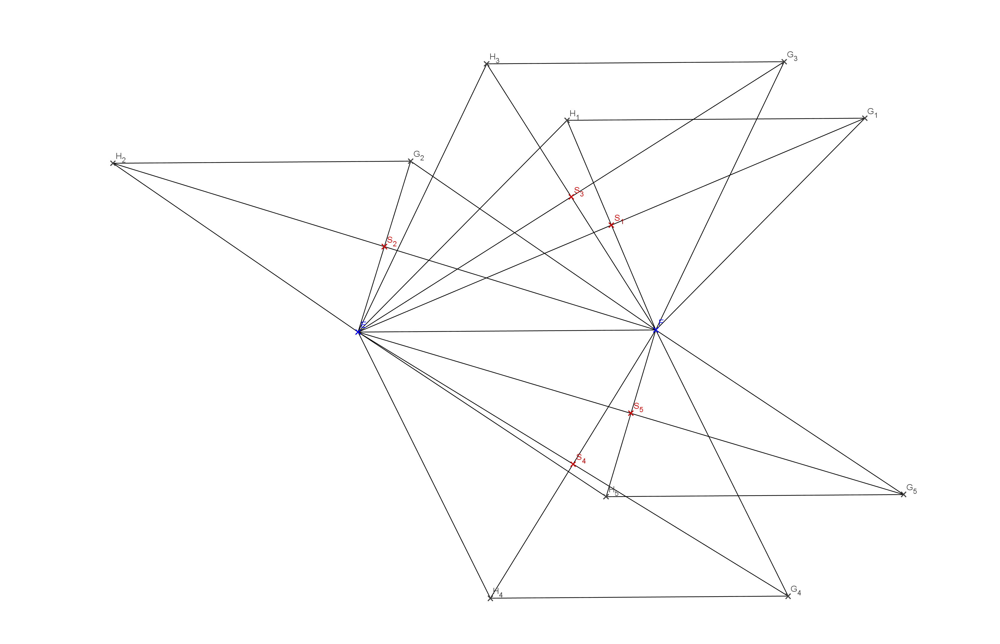 H₃
G₃
H₁
G₁
H₂
G₂
S₃
S₁
S₂
E
F
S₅
S₄
H₅
G₅
H₄
G₄